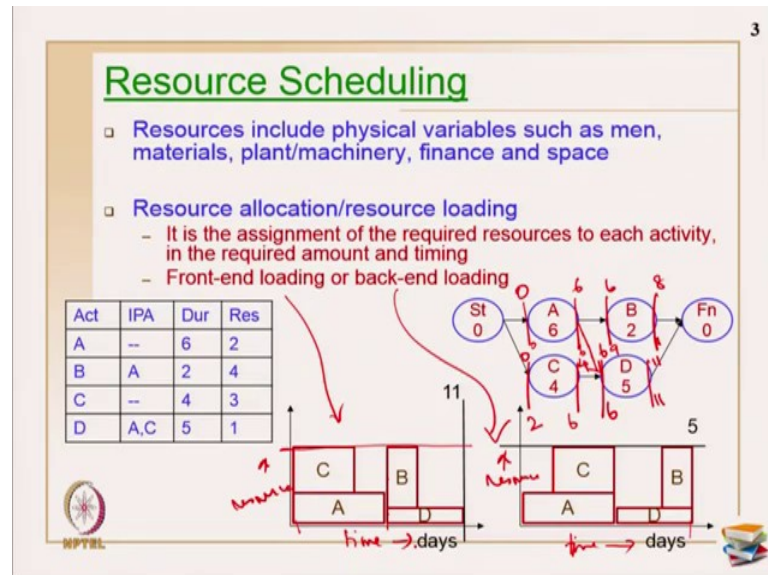 3
Resource Scheduling
Resources include physical variables such as men,
materials, plant/machinery, finance and space
Resource allocation/resource loading
– It is the assignment of the required resources to each activity,
in the required amount and timing
– Front-end loading or back-end loading
Act IPA Dur Res
A -- 6 2
B A 2 4
C -- 4 3
D A,C 5 1
0 6 6 8
St A B Fn
0 6 2 0
C D
4 5
2 6 6 11
11 5
C B C B
A D A D
resource resource
time → days time → days
NPTEL